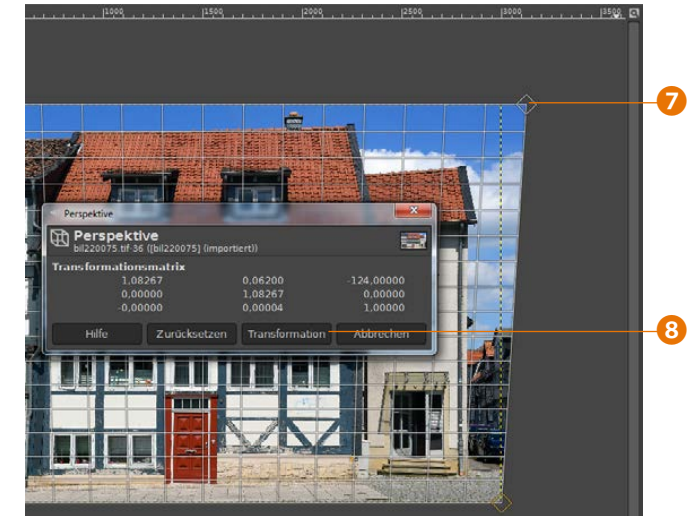 1000 1500 2000 2500 3000 3500
7
Perspektive
Perspektive
bil220075.tif-36 ([bil220075] (importiert))
Transformationsmatrix
1,08267 0,06200 -124,00000
0,00000 1,08267 0,00000
-0,00000 0,00004 1,00000
Hilfe Zurücksetzen Transformation Abbrechen
8